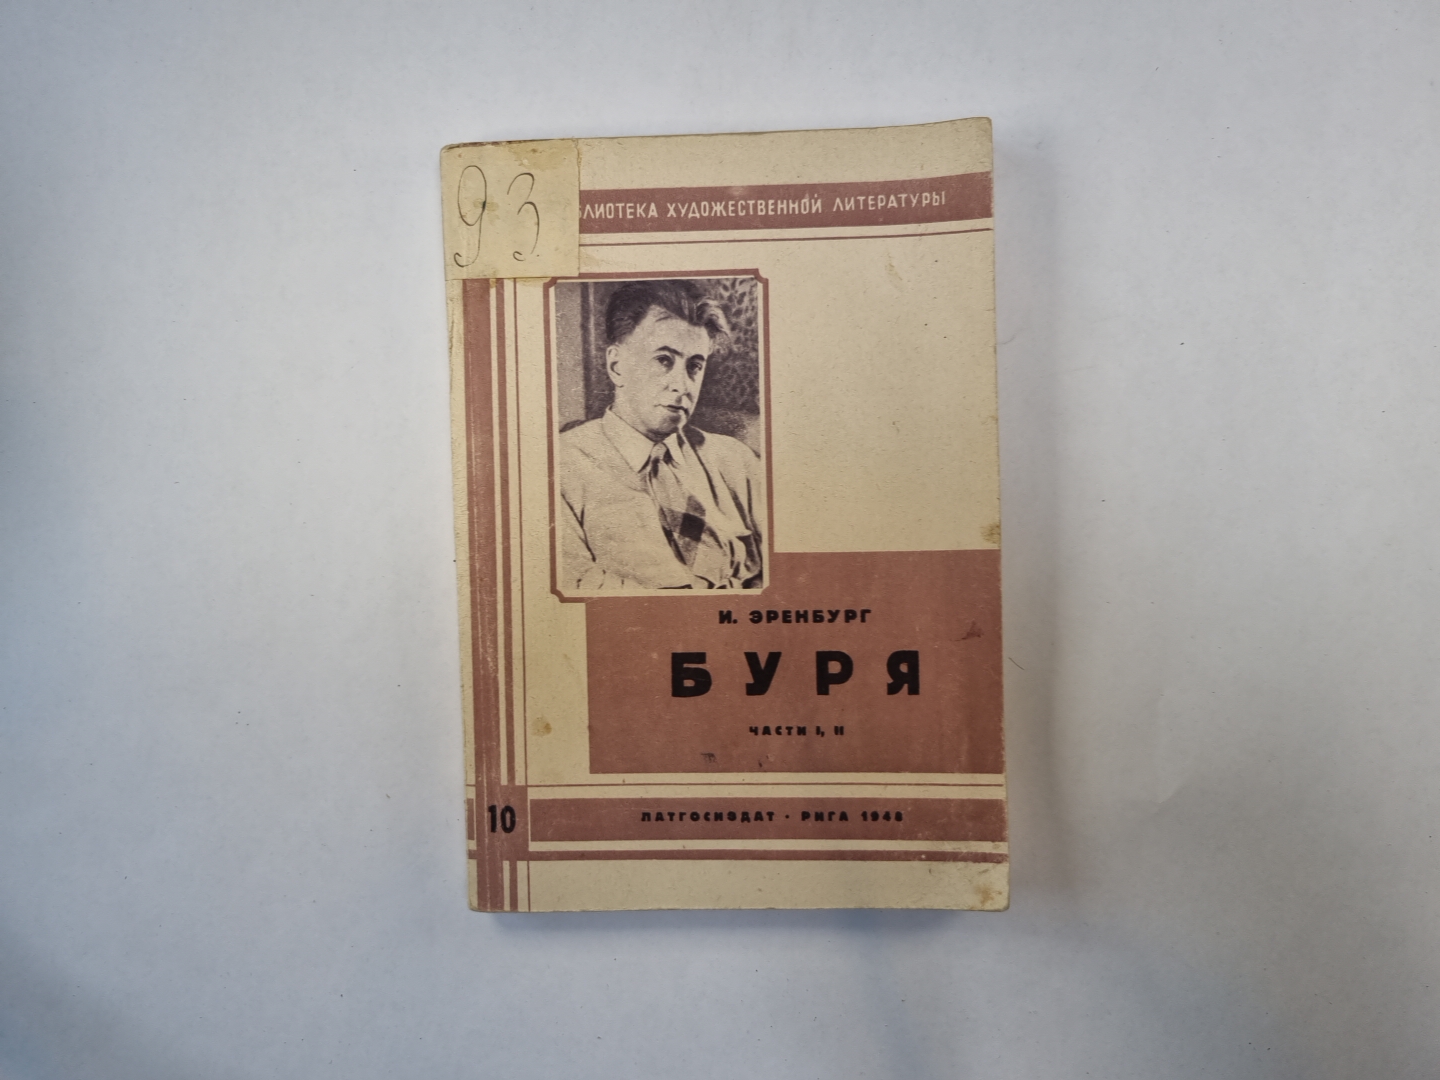 93
БЛИОТЕКА ХУДОЖЕСТВЕННОЙ ЛИТЕРАТУРЫ
И. ЭРЕНБУРГ
БУРЯ
ЧАСТИ I, II
10
ЛАТГОСИЗДАТ · РИГА 1948